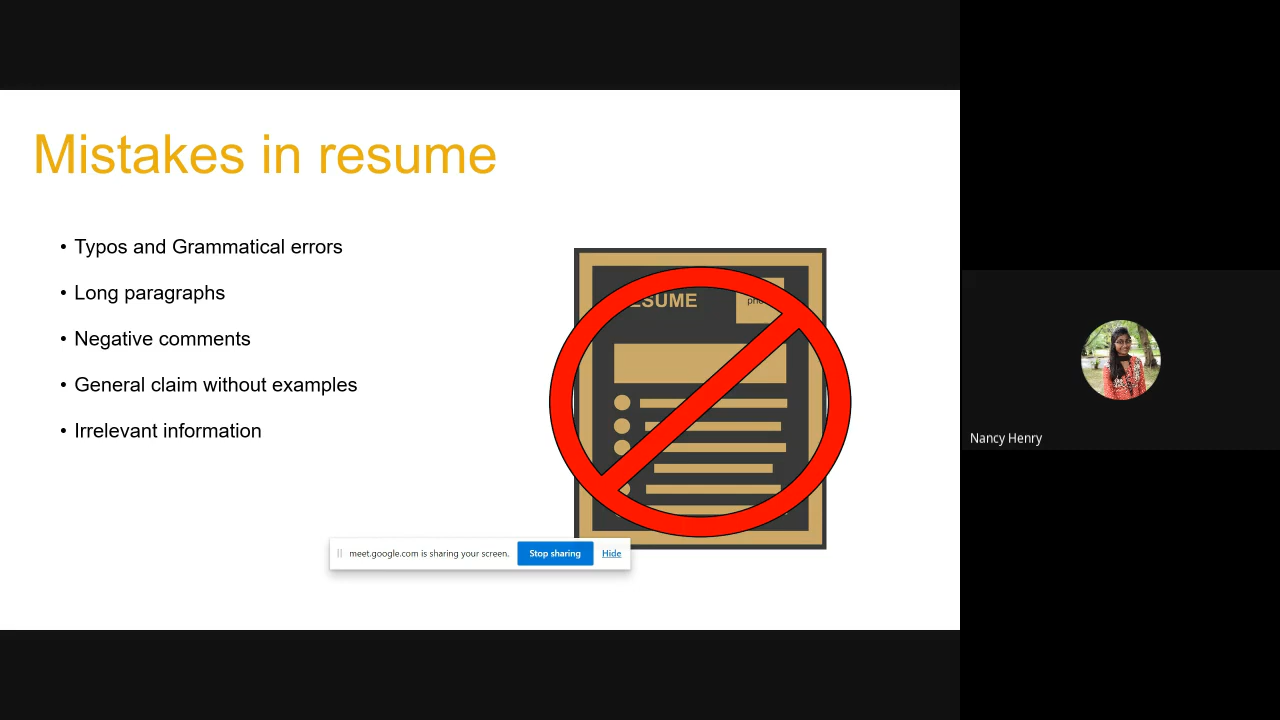 Mistakes in resume
• Typos and Grammatical errors
• Long paragraphs
• Negative comments
• General claim without examples
• Irrelevant information
ESUME
meet.google.com is sharing your screen.
Stop sharing
Hide
Nancy Henry